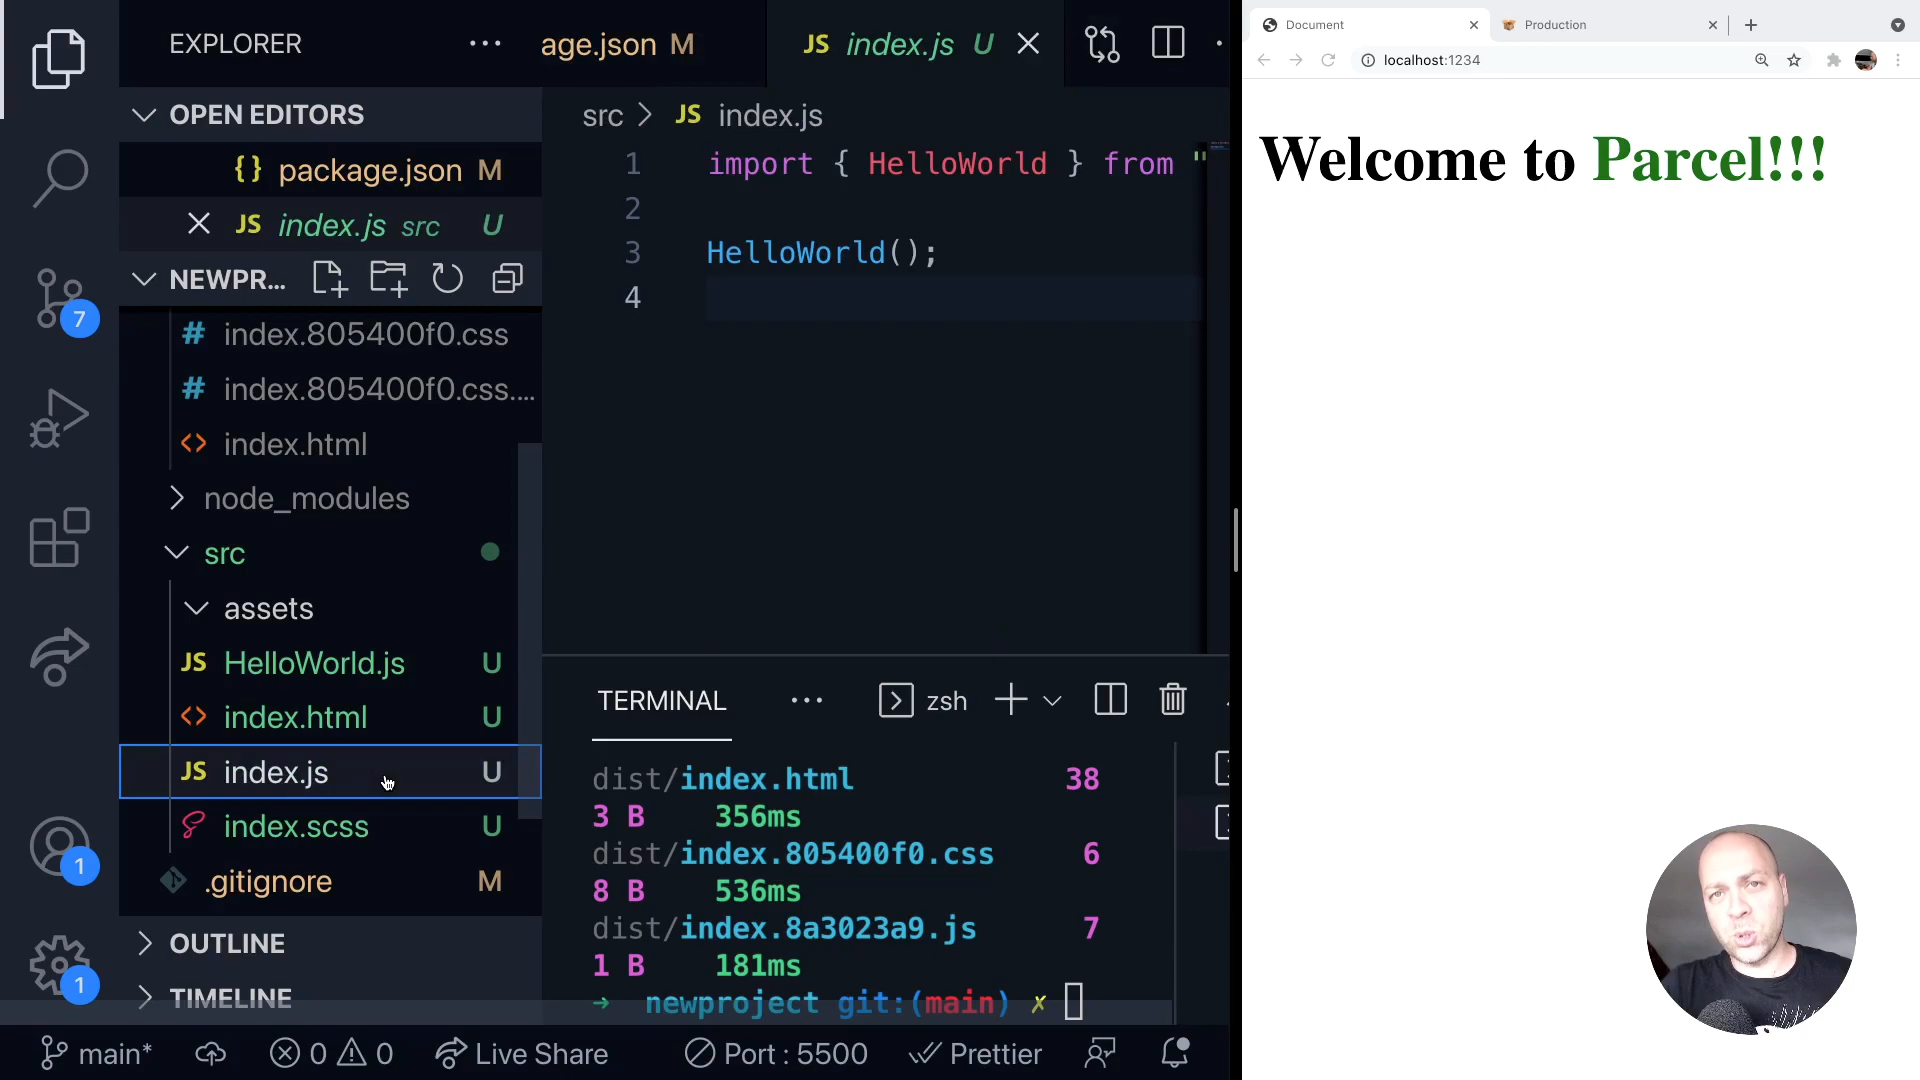 EXPLORER
age.json M
JS index.js U
OPEN EDITORS
{} package.json M
JS index.js src U
NEWPR...
# index.805400f0.css
# index.805400f0.css....
<> index.html
node_modules
src
assets
JS HelloWorld.js U
<> index.html U
JS index.js U
index.scss U
.gitignore M
OUTLINE
TIMELINE
7
1
1
src > JS index.js
1 import { HelloWorld } from "
2
3 HelloWorld();
4
TERMINAL
zsh
dist/index.html 38
3 B 356ms
dist/index.805400f0.css 6
8 B 536ms
dist/index.8a3023a9.js 7
1 B 181ms
→ newproject git:(main) ✗
main*
0 0
Live Share
Port : 5500
Prettier
Document
Production
localhost:1234
Welcome to Parcel!!!